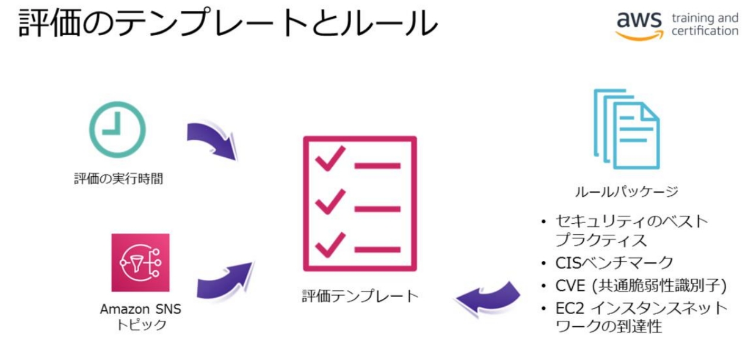 評価のテンプレートとルール
aws
training and
certification
評価の実行時間
Amazon SNS
トピック
評価テンプレート
ルールパッケージ
• セキュリティのベスト
プラクティス
• CISベンチマーク
• CVE (共通脆弱性識別子)
• EC2 インスタンスネット
ワークの到達性